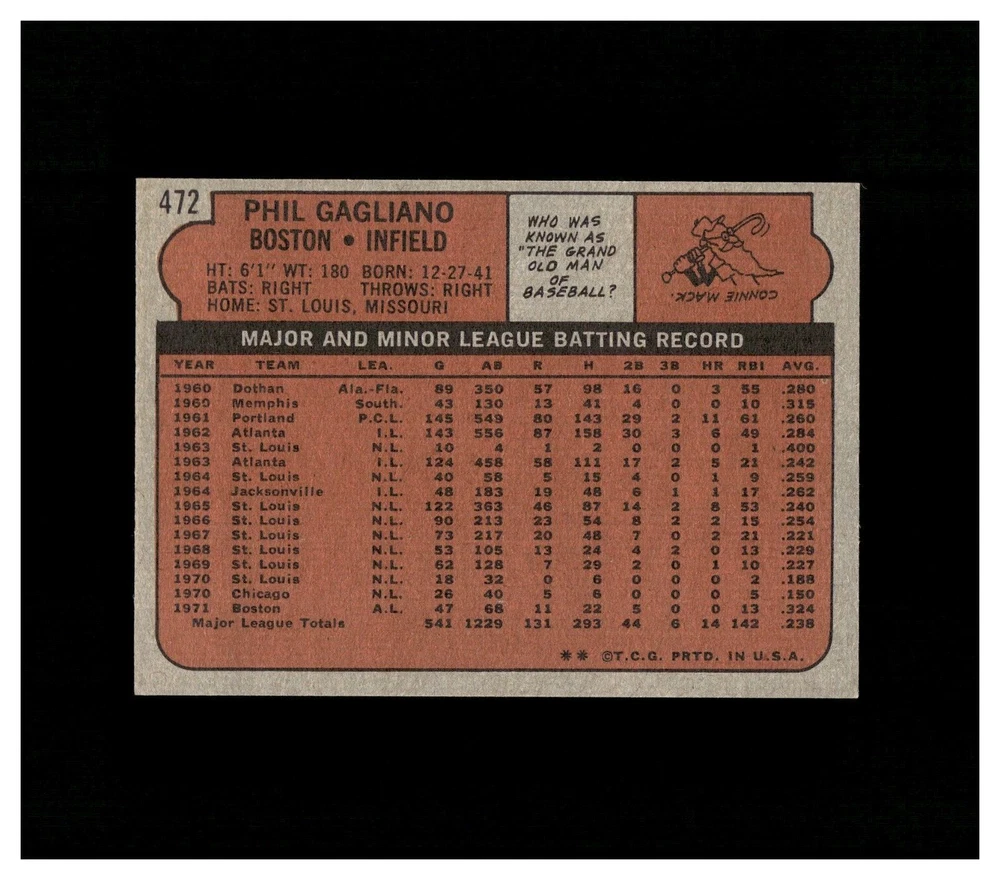 472
PHIL GAGLIANO
BOSTON • INFIELD
HT: 6'1" WT: 180 BORN: 12-27-41
BATS: RIGHT THROWS: RIGHT
HOME: ST. LOUIS, MISSOURI
WHO WAS
KNOWN AS
"THE GRAND
OLD MAN
OF
BASEBALL?
CONNIE MACK.
MAJOR AND MINOR LEAGUE BATTING RECORD
YEAR TEAM LEA. G AB R H 2B 3B HR RBI AVG.
1960 Dothan Ala.-Fla. 89 350 57 98 16 0 3 55 .280
1960 Memphis South. 43 130 13 41 4 0 0 10 .315
1961 Portland P.C.L. 145 549 80 143 29 2 11 61 .260
1962 Atlanta I.L. 143 556 87 158 30 3 6 49 .284
1963 St. Louis N.L. 10 4 1 2 0 0 0 1 .400
1963 Atlanta I.L. 124 458 58 111 17 2 5 21 .242
1964 St. Louis N.L. 40 58 5 15 4 0 1 9 .259
1964 Jacksonville I.L. 48 183 19 48 6 1 1 17 .262
1965 St. Louis N.L. 122 363 46 87 14 2 8 53 .240
1966 St. Louis N.L. 90 213 23 54 8 2 2 15 .254
1967 St. Louis N.L. 73 217 20 48 7 0 2 21 .221
1968 St. Louis N.L. 53 105 13 24 4 2 0 13 .229
1969 St. Louis N.L. 62 128 7 29 2 0 1 10 .227
1970 St. Louis N.L. 18 32 0 6 0 0 0 2 .188
1970 Chicago N.L. 26 40 5 6 0 0 0 5 .150
1971 Boston A.L. 47 68 11 22 5 0 0 13 .324
Major League Totals 541 1229 131 293 44 6 14 142 .238
** ©T.C.G. PRTD. IN U.S.A.